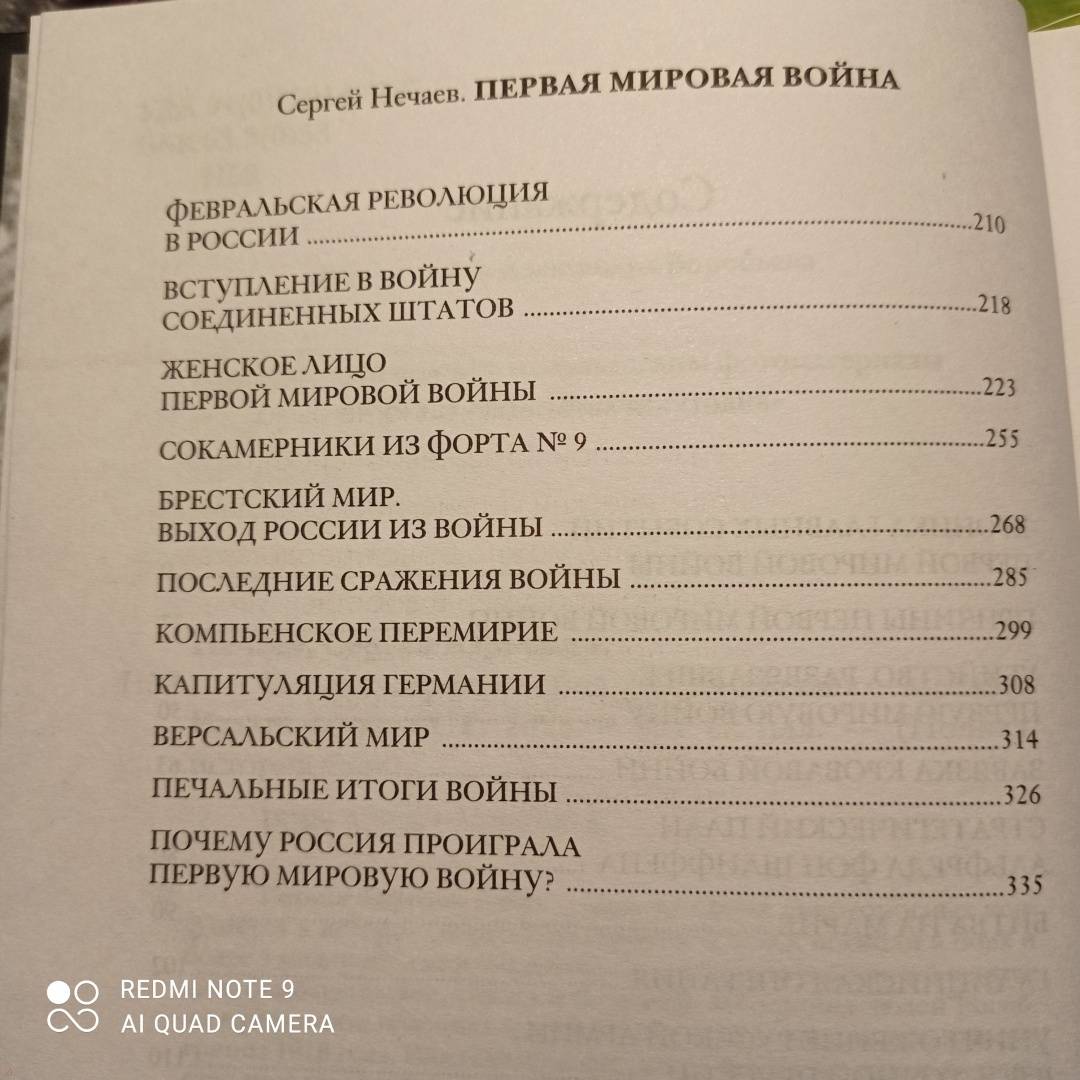 Сергей Нечаев. ПЕРВАЯ МИРОВАЯ ВОЙНА
ФЕВРАЛЬСКАЯ РЕВОЛЮЦИЯ
В РОССИИ ........ 210
ВСТУПЛЕНИЕ В ВОЙНУ
СОЕДИНЕННЫХ ШТАТОВ ........ 218
ЖЕНСКОЕ ЛИЦО
ПЕРВОЙ МИРОВОЙ ВОЙНЫ ........ 223
СОКАМЕРНИКИ ИЗ ФОРТА № 9 ........ 255
БРЕСТСКИЙ МИР.
ВЫХОД РОССИИ ИЗ ВОЙНЫ ........ 268
ПОСЛЕДНИЕ СРАЖЕНИЯ ВОЙНЫ ........ 285
КОМПЬЕНСКОЕ ПЕРЕМИРИЕ ........ 299
КАПИТУЛЯЦИЯ ГЕРМАНИИ ........ 308
ВЕРСАЛЬСКИЙ МИР ........ 314
ПЕЧАЛЬНЫЕ ИТОГИ ВОЙНЫ ........ 326
ПОЧЕМУ РОССИЯ ПРОИГРАЛА
ПЕРВУЮ МИРОВУЮ ВОЙНУ? ........ 335
REDMI NOTE 9
AI QUAD CAMERA